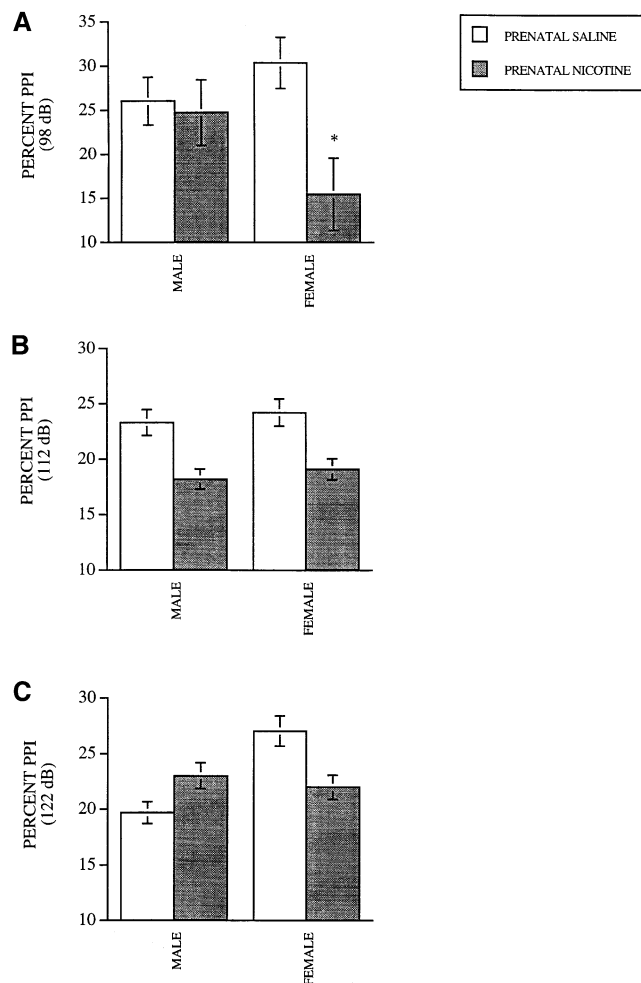 A
PERCENT PPI
(98 dB)
35
30
25
20
15
10
*
MALE
FEMALE
PRENATAL SALINE
PRENATAL NICOTINE
B
PERCENT PPI
(112 dB)
30
25
20
15
10
MALE
FEMALE
C
PERCENT PPI
(122 dB)
30
25
20
15
10
MALE
FEMALE